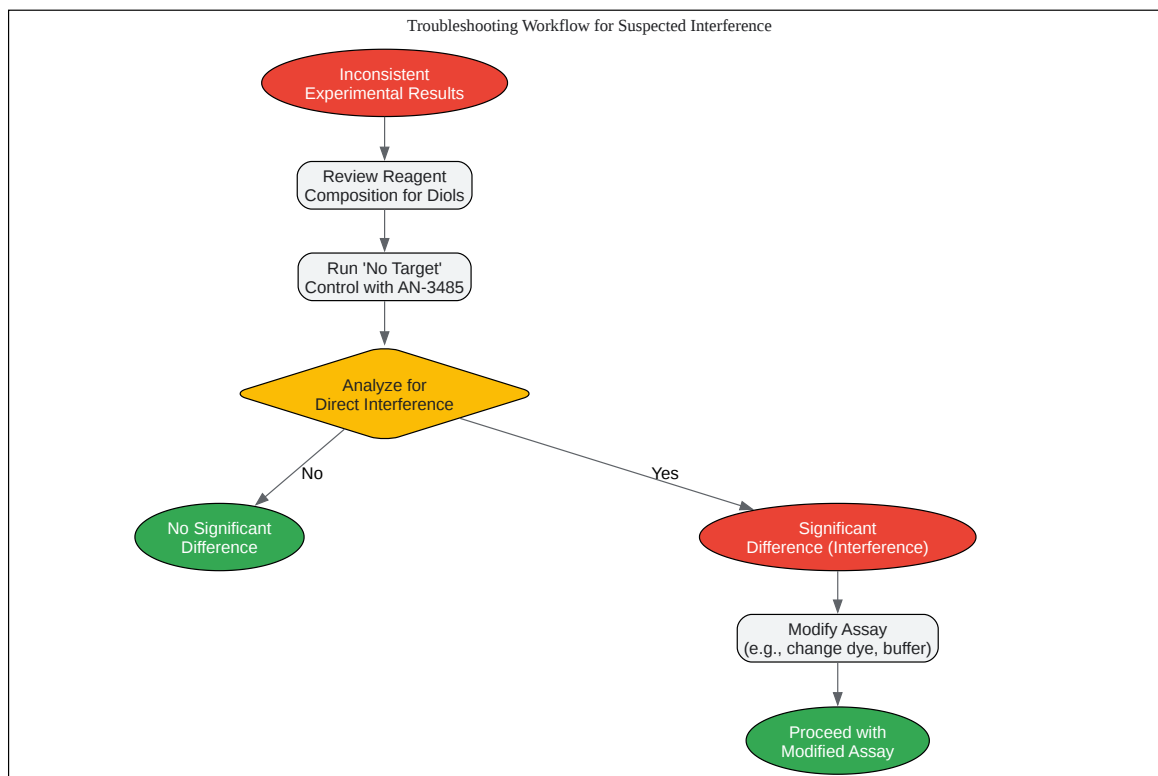 Troubleshooting Workflow for Suspected Interference
Inconsistent
Experimental Results
Review Reagent
Composition for Diols
Run 'No Target'
Control with AN-3485
Analyze for
Direct Interference
No
Yes
No Significant
Difference
Significant
Difference (Interference)
Modify Assay
(e.g., change dye, buffer)
Proceed with
Modified Assay